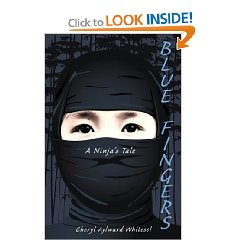 Click to LOOK INSIDE!
BLUE FINGERS
A Ninja's Tale
Cheryl Aylward Whitesel